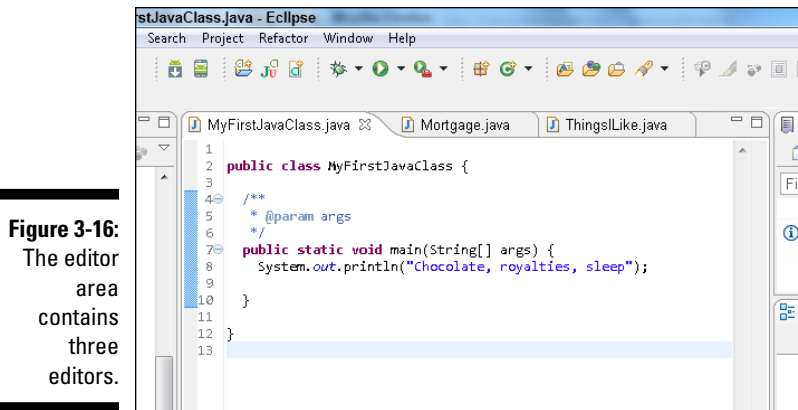 rstJavaClass.java - Eclipse
Search Project Refactor Window Help
MyFirstJavaClass.java
Mortgage.java
ThingsILike.java
1
2 public class MyFirstJavaClass {
3
4 /**
5 * @param args
6 */
7 public static void main(String[] args) {
8 System.out.println("Chocolate, royalties, sleep");
9
10 }
11
12 }
13
Fi
Figure 3-16:
The editor
area
contains
three
editors.